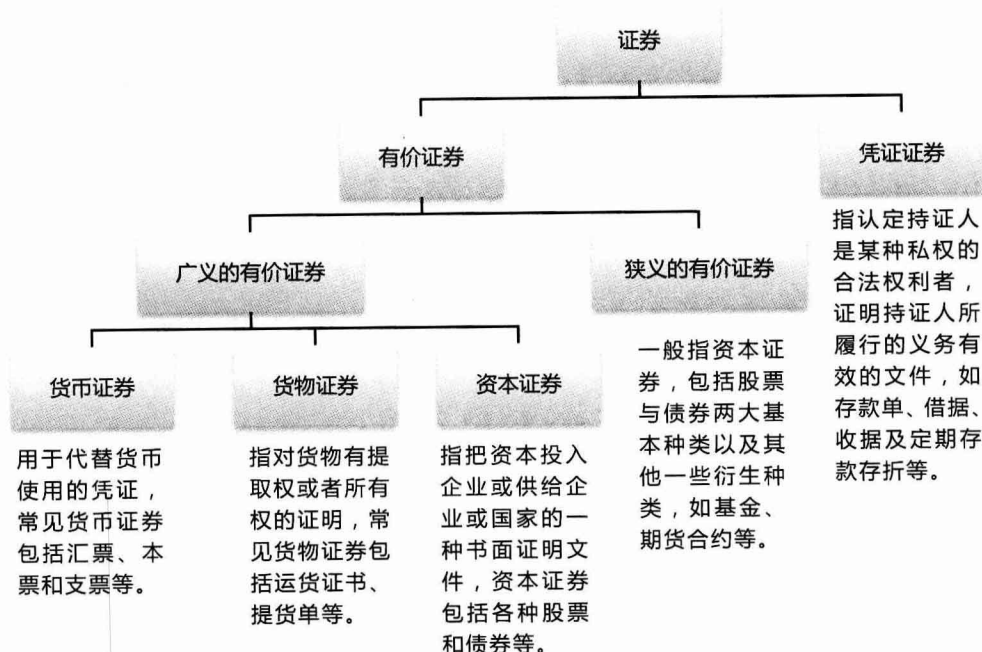 证券
有价证券
凭证证券
指认定持证人
是某种私权的
合法权利者，
证明持证人所
履行的义务有
效的文件，如
存款单、借据、
收据及定期存
款存折等。
广义的有价证券
狭义的有价证券
一般指资本证
券，包括股票
与债券两大基
本种类以及其
他一些衍生种
类，如基金、
期货合约等。
货币证券
用于代替货币
使用的凭证，
常见货币证券
包括汇票、本
票和支票等。
货物证券
指对货物有提
取权或者所有
权的证明，常
见货物证券包
括运货证书、
提货单等。
资本证券
指把资本投入
企业或供给企
业或国家的一
种书面证明文
件，资本证券
包括各种股票
和债券等。